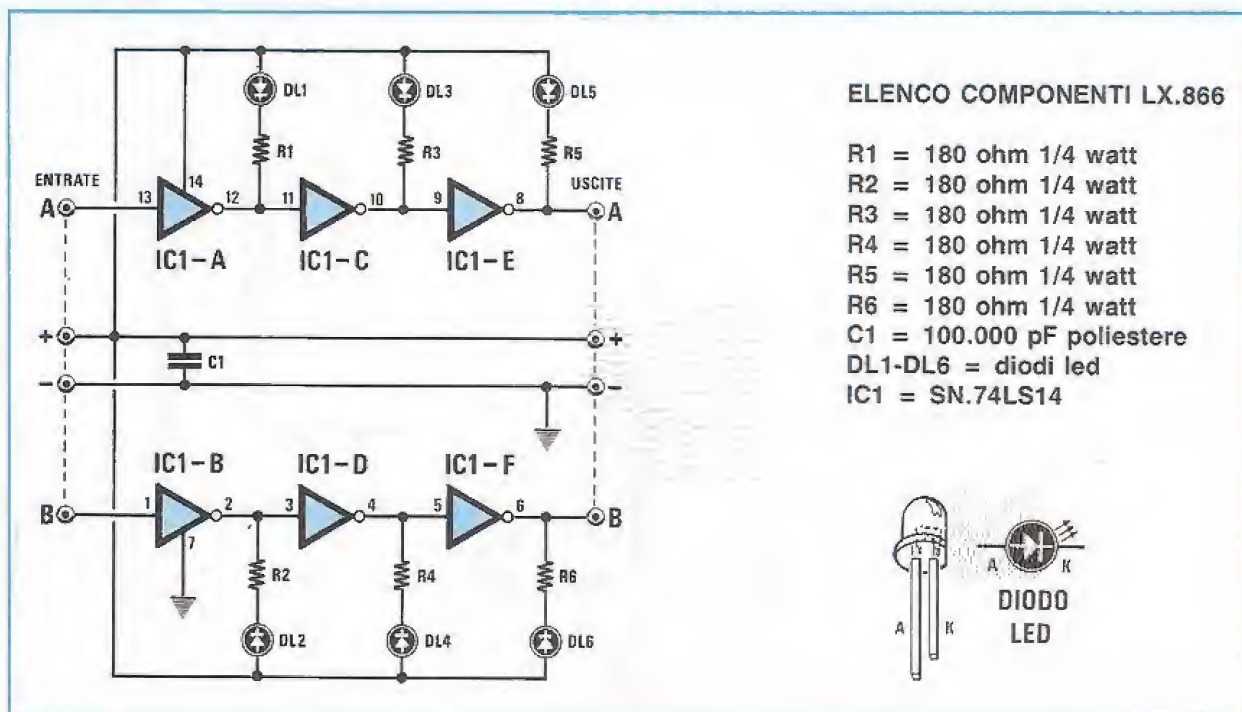 DL1
DL3
DL5
R1
R3
R5
ENTRATE
USCITE
A
13
14
12
11
10
9
8
A
IC1-A
IC1-C
IC1-E
+
C1
+
-
-
IC1-B
IC1-D
IC1-F
B
1
2
7
3
4
5
6
B
R2
R4
R6
DL2
DL4
DL6
ELENCO COMPONENTI LX.866
R1 = 180 ohm 1/4 watt
R2 = 180 ohm 1/4 watt
R3 = 180 ohm 1/4 watt
R4 = 180 ohm 1/4 watt
R5 = 180 ohm 1/4 watt
R6 = 180 ohm 1/4 watt
C1 = 100.000 pF poliestere
DL1-DL6 = diodi led
IC1 = SN.74LS14
A
K
A
K
DIODO
LED